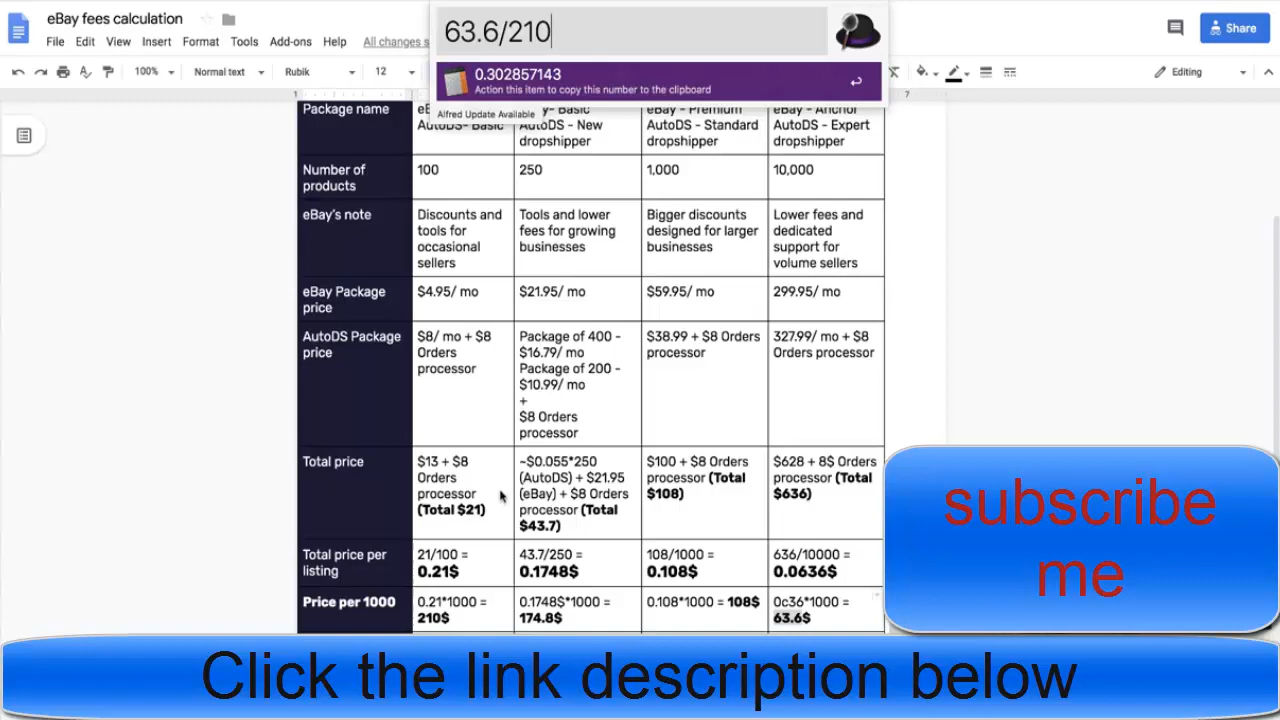 eBay fees calculation
File Edit View Insert Format Tools Add-ons Help All changes s
63.6/210
0.302857143
Action this item to copy this number to the clipboard
Alfred Update Available
Share
100% Normal text Rubik 12 Editing
1 7
Package name
AutoDS- Basic
- Basic
AutoDS - New
dropshipper
eBay - Premium
AutoDS - Standard
dropshipper
eBay - Anchor
AutoDS - Expert
dropshipper
Number of
products
100
250
1,000
10,000
eBay's note
Discounts and
tools for
occasional
sellers
Tools and lower
fees for growing
businesses
Bigger discounts
designed for larger
businesses
Lower fees and
dedicated
support for
volume sellers
eBay Package
price
$4.95/ mo
$21.95/ mo
$59.95/ mo
299.95/ mo
AutoDS Package
price
$8/ mo + $8
Orders
processor
Package of 400 -
$16.79/ mo
Package of 200 -
$10.99/ mo
+
$8 Orders
processor
$38.99 + $8 Orders
processor
327.99/ mo + $8
Orders processor
Total price
$13 + $8
Orders
processor
(Total $21)
~$0.055*250
(AutoDS) + $21.95
(eBay) + $8 Orders
processor (Total
$43.7)
$100 + $8 Orders
processor (Total
$108)
$628 + 8$ Orders
processor (Total
$636)
Total price per
listing
21/100 =
0.21$
43.7/250 =
0.1748$
108/1000 =
0.108$
636/10000 =
0.0636$
Price per 1000
0.21*1000 =
210$
0.1748$*1000 =
174.8$
0.108*1000 = 108$
0c36*1000 =
63.6$
subscribe
me
Click the link description below